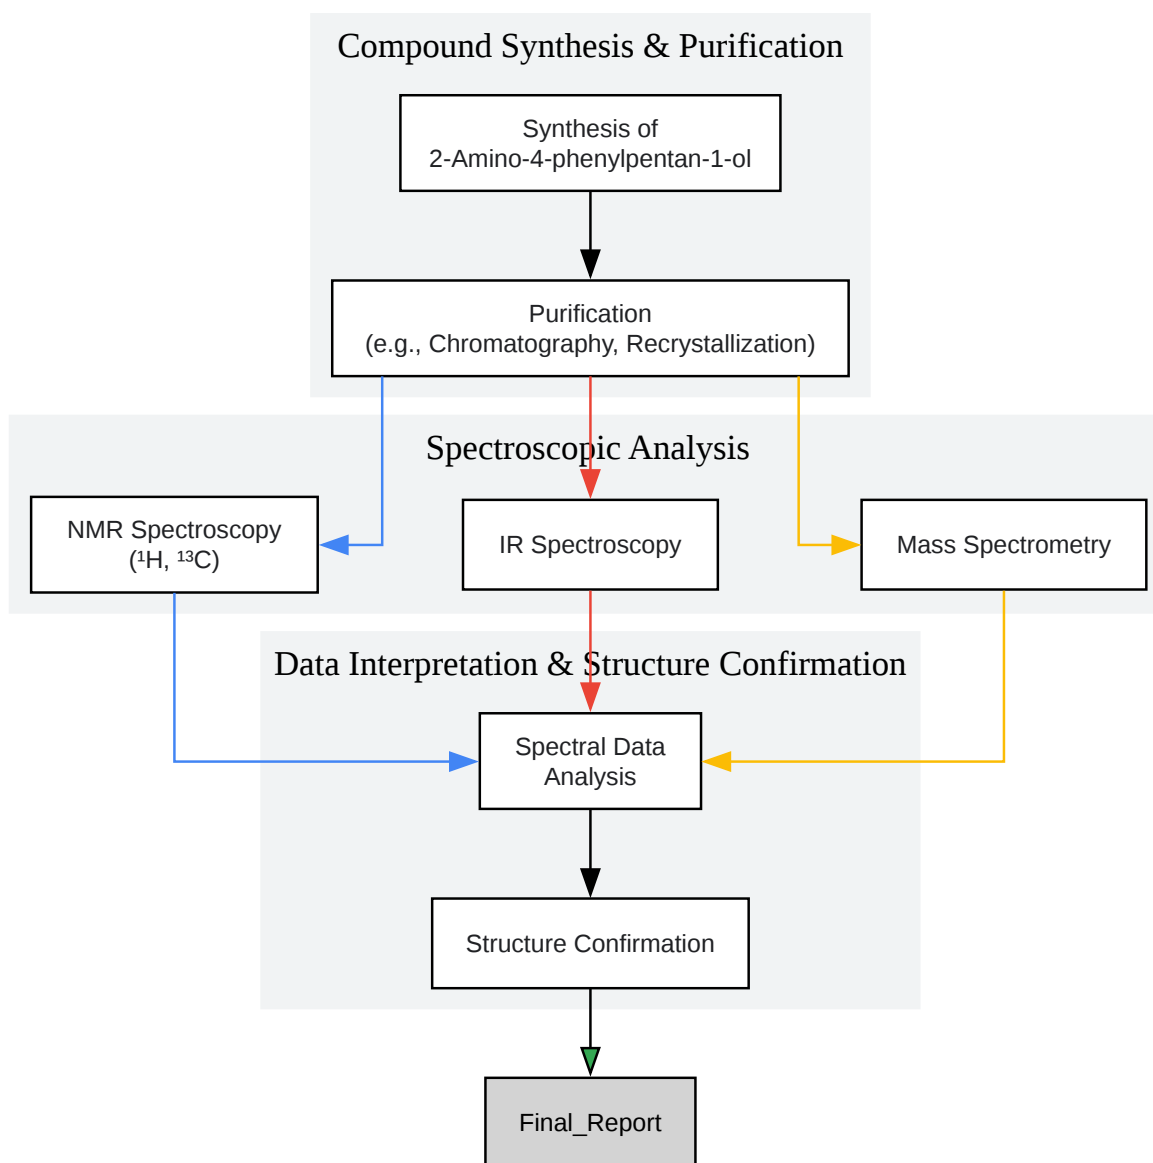 Compound Synthesis & Purification
Synthesis of
2-Amino-4-phenylpentan-1-ol
Purification
(e.g., Chromatography, Recrystallization)
Spectroscopic Analysis
NMR Spectroscopy
(¹H, ¹³C)
IR Spectroscopy
Mass Spectrometry
Data Interpretation & Structure Confirmation
Spectral Data
Analysis
Structure Confirmation
Final_Report